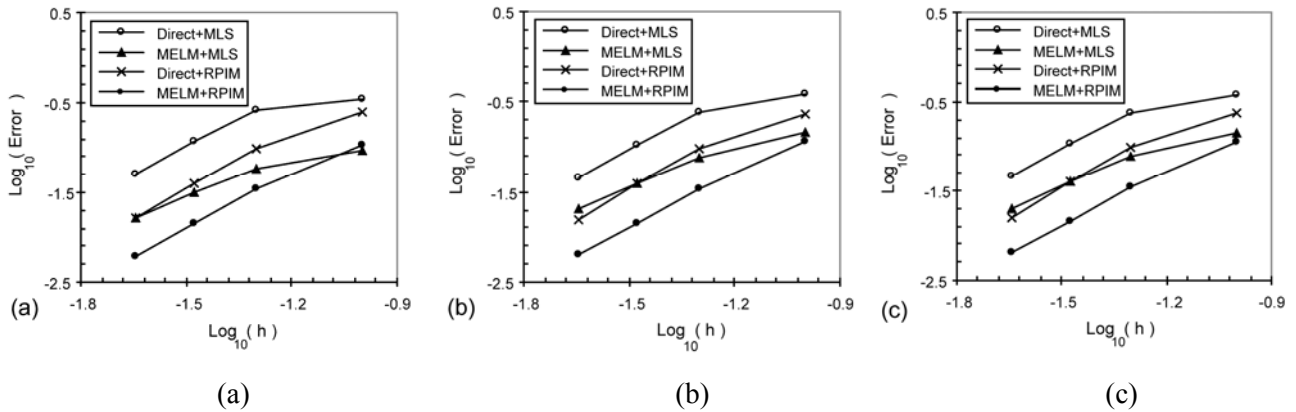 0.5
-0.5
-1.5
-2.5
Log10 ( Error )
Direct+MLS
MELM+MLS
Direct+RPIM
MELM+RPIM
-1.8 -1.5 -1.2 -0.9
(a)
Log10 ( h )
0.5
-0.5
-1.5
-2.5
Log10 ( Error )
Direct+MLS
MELM+MLS
Direct+RPIM
MELM+RPIM
-1.8 -1.5 -1.2 -0.9
(b)
Log10 ( h )
0.5
-0.5
-1.5
-2.5
Log10 ( Error )
Direct+MLS
MELM+MLS
Direct+RPIM
MELM+RPIM
-1.8 -1.5 -1.2 -0.9
(c)
Log10 ( h )
(a) (b) (c)